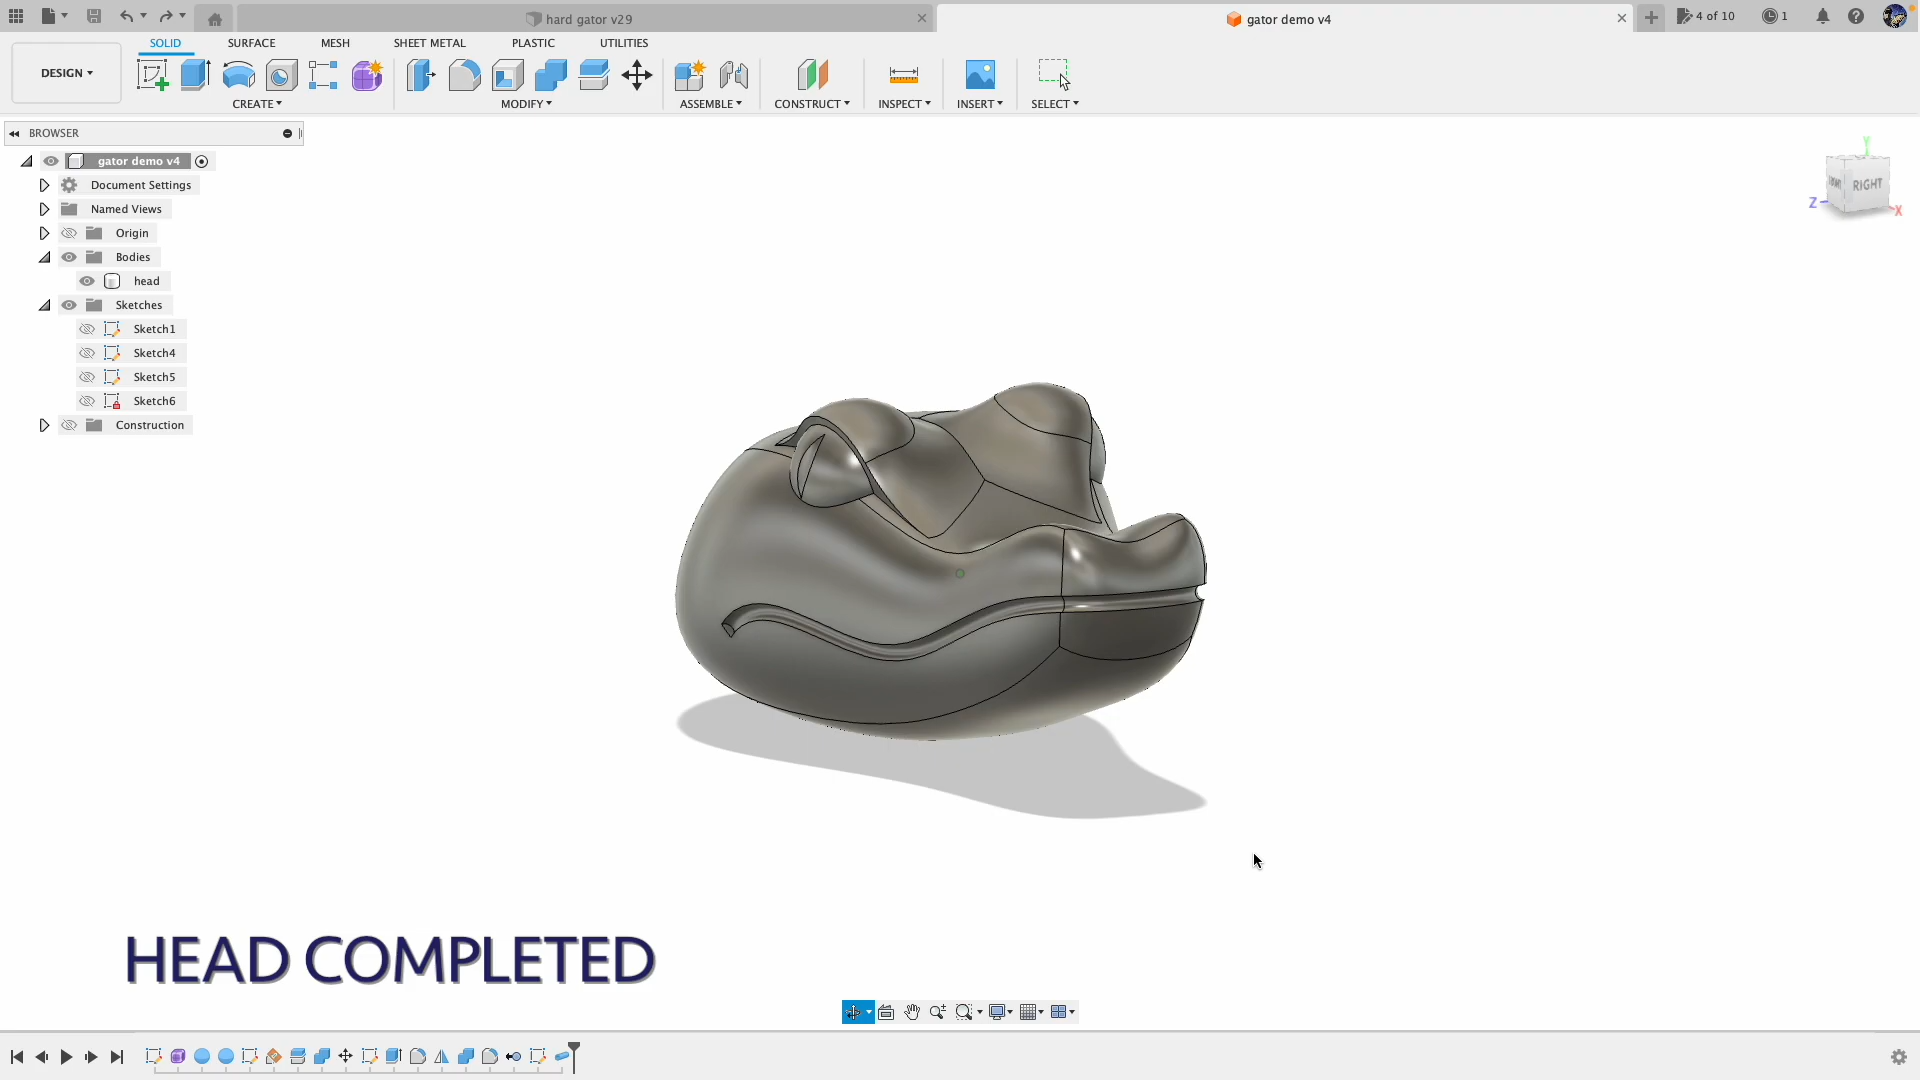 hard gator v29
gator demo v4
4 of 10
1
SOLID SURFACE MESH SHEET METAL PLASTIC UTILITIES
DESIGN
CREATE MODIFY ASSEMBLE CONSTRUCT INSPECT INSERT SELECT
BROWSER
gator demo v4
Document Settings
Named Views
Origin
Bodies
head
Sketches
Sketch1
Sketch4
Sketch5
Sketch6
Construction
Y
FRONT RIGHT
Z X
HEAD COMPLETED